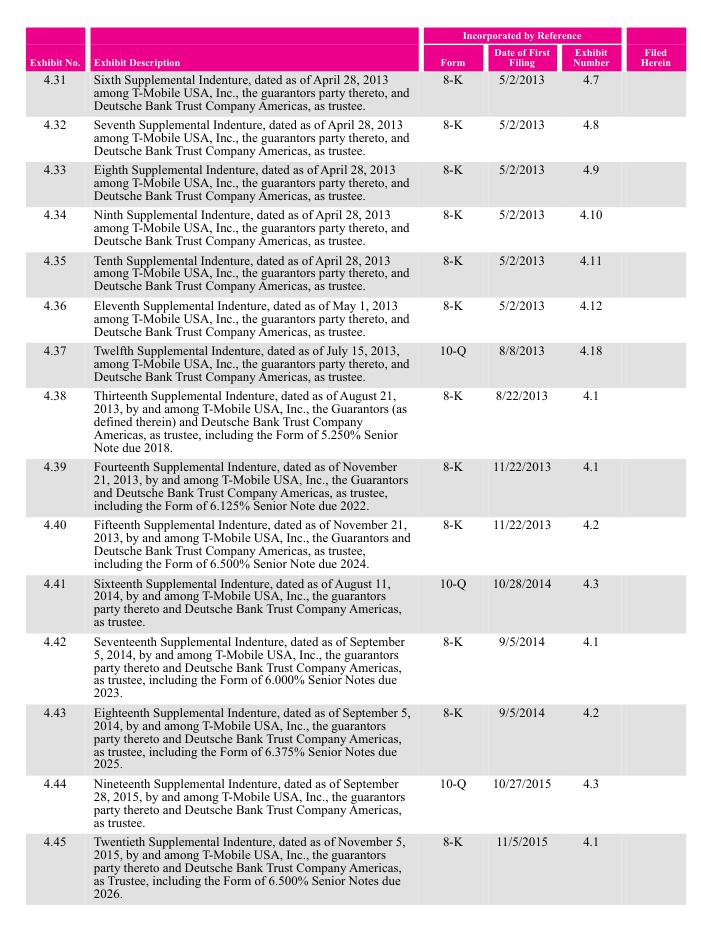 Incorporated by Reference
Exhibit No. Exhibit Description Form Date of First Filing Exhibit Number Filed Herein
4.31 Sixth Supplemental Indenture, dated as of April 28, 2013 8-K 5/2/2013 4.7
among T-Mobile USA, Inc., the guarantors party thereto, and
Deutsche Bank Trust Company Americas, as trustee.
4.32 Seventh Supplemental Indenture, dated as of April 28, 2013 8-K 5/2/2013 4.8
among T-Mobile USA, Inc., the guarantors party thereto, and
Deutsche Bank Trust Company Americas, as trustee.
4.33 Eighth Supplemental Indenture, dated as of April 28, 2013 8-K 5/2/2013 4.9
among T-Mobile USA, Inc., the guarantors party thereto, and
Deutsche Bank Trust Company Americas, as trustee.
4.34 Ninth Supplemental Indenture, dated as of April 28, 2013 8-K 5/2/2013 4.10
among T-Mobile USA, Inc., the guarantors party thereto, and
Deutsche Bank Trust Company Americas, as trustee.
4.35 Tenth Supplemental Indenture, dated as of April 28, 2013 8-K 5/2/2013 4.11
among T-Mobile USA, Inc., the guarantors party thereto, and
Deutsche Bank Trust Company Americas, as trustee.
4.36 Eleventh Supplemental Indenture, dated as of May 1, 2013 8-K 5/2/2013 4.12
among T-Mobile USA, Inc., the guarantors party thereto, and
Deutsche Bank Trust Company Americas, as trustee.
4.37 Twelfth Supplemental Indenture, dated as of July 15, 2013, 10-Q 8/8/2013 4.18
among T-Mobile USA, Inc., the guarantors party thereto, and
Deutsche Bank Trust Company Americas, as trustee.
4.38 Thirteenth Supplemental Indenture, dated as of August 21, 8-K 8/22/2013 4.1
2013, by and among T-Mobile USA, Inc., the Guarantors (as
defined therein) and Deutsche Bank Trust Company
Americas, as trustee, including the Form of 5.250% Senior
Note due 2018.
4.39 Fourteenth Supplemental Indenture, dated as of November 8-K 11/22/2013 4.1
21, 2013, by and among T-Mobile USA, Inc., the Guarantors
and Deutsche Bank Trust Company Americas, as trustee,
including the Form of 6.125% Senior Note due 2022.
4.40 Fifteenth Supplemental Indenture, dated as of November 21, 8-K 11/22/2013 4.2
2013, by and among T-Mobile USA, Inc., the Guarantors and
Deutsche Bank Trust Company Americas, as trustee,
including the Form of 6.500% Senior Note due 2024.
4.41 Sixteenth Supplemental Indenture, dated as of August 11, 10-Q 10/28/2014 4.3
2014, by and among T-Mobile USA, Inc., the guarantors
party thereto and Deutsche Bank Trust Company Americas,
as trustee.
4.42 Seventeenth Supplemental Indenture, dated as of September 8-K 9/5/2014 4.1
5, 2014, by and among T-Mobile USA, Inc., the guarantors
party thereto and Deutsche Bank Trust Company Americas,
as trustee, including the Form of 6.000% Senior Notes due
2023.
4.43 Eighteenth Supplemental Indenture, dated as of September 5, 8-K 9/5/2014 4.2
2014, by and among T-Mobile USA, Inc., the guarantors
party thereto and Deutsche Bank Trust Company Americas,
as trustee, including the Form of 6.375% Senior Notes due
2025.
4.44 Nineteenth Supplemental Indenture, dated as of September 10-Q 10/27/2015 4.3
28, 2015, by and among T-Mobile USA, Inc., the guarantors
party thereto and Deutsche Bank Trust Company Americas,
as trustee.
4.45 Twentieth Supplemental Indenture, dated as of November 5, 8-K 11/5/2015 4.1
2015, by and among T-Mobile USA, Inc., the guarantors
party thereto and Deutsche Bank Trust Company Americas,
as Trustee, including the Form of 6.500% Senior Notes due
2026.